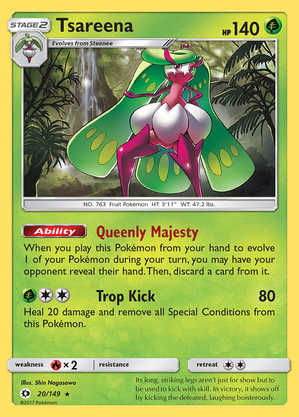 STAGE2
Tsareena
HP 140
Evolves from Steenee
NO. 763 Fruit Pokémon HT: 3'11" WT: 47.2 lbs.
Ability Queenly Majesty
When you play this Pokémon from your hand to evolve
1 of your Pokémon during your turn, you may have your
opponent reveal their hand. Then, discard a card from it.
Trop Kick 80
Heal 20 damage and remove all Special Conditions from
this Pokémon.
weakness ×2 resistance retreat
Illus. Shin Nagasawa
20/149 ★
©2017 Pokémon
Its long, striking legs aren't just for show but to
be used to kick with skill. In victory, it shows off
by kicking the defeated, laughing boisterously.